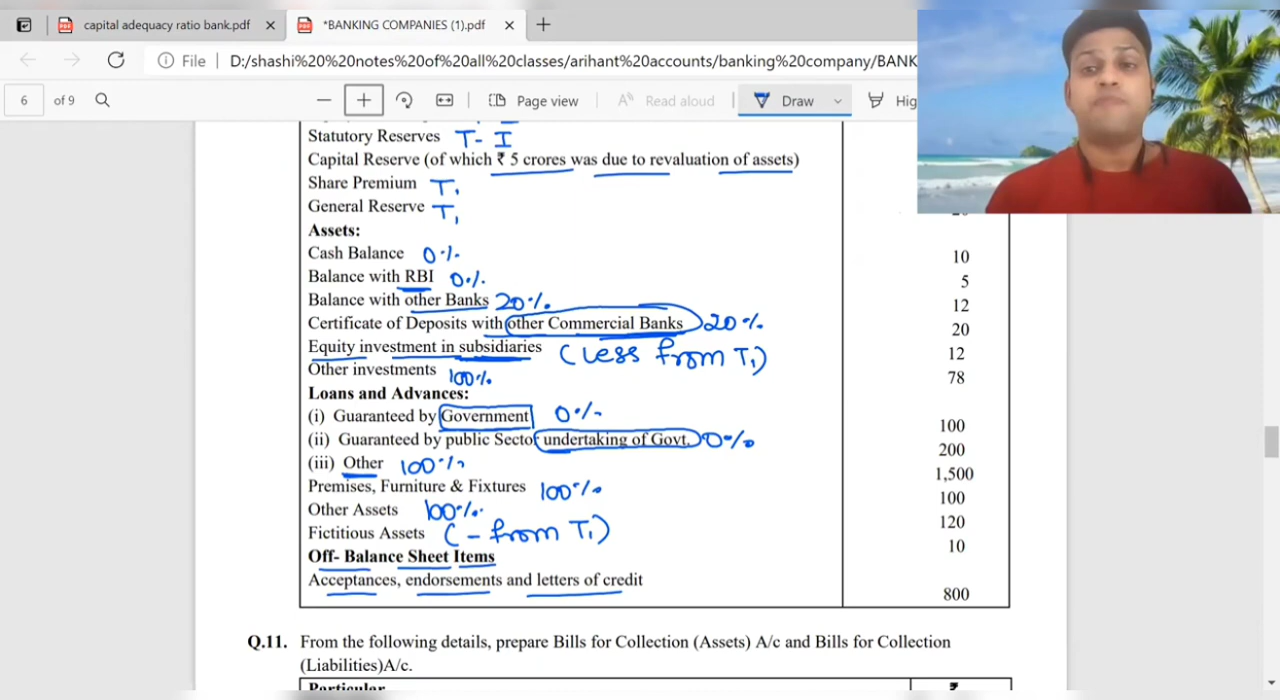 capital adequacy ratio bank.pdf
*BANKING COMPANIES (1).pdf
File D:/shashi%20%20notes%20of%20all%20classes/arihant%20accounts/banking%20company/BANK
6 of 9 Page view Read aloud Draw Hig
Statutory Reserves T - I
Capital Reserve (of which ₹ 5 crores was due to revaluation of assets)
Share Premium T1
General Reserve T1
Assets:
Cash Balance 0% 10
Balance with RBI 0% 5
Balance with other Banks 20% 12
Certificate of Deposits with other Commercial Banks 20% 20
Equity investment in subsidiaries (Less from T1) 12
Other investments 100% 78
Loans and Advances:
(i) Guaranteed by Government 0% 100
(ii) Guaranteed by public Sector undertaking of Govt. 0% 200
(iii) Other 100% 1,500
Premises, Furniture & Fixtures 100% 100
Other Assets 100% 120
Fictitious Assets (- from T1) 10
Off- Balance Sheet Items
Acceptances, endorsements and letters of credit 800
Q.11. From the following details, prepare Bills for Collection (Assets) A/c and Bills for Collection
(Liabilities)A/c.
Particular ₹